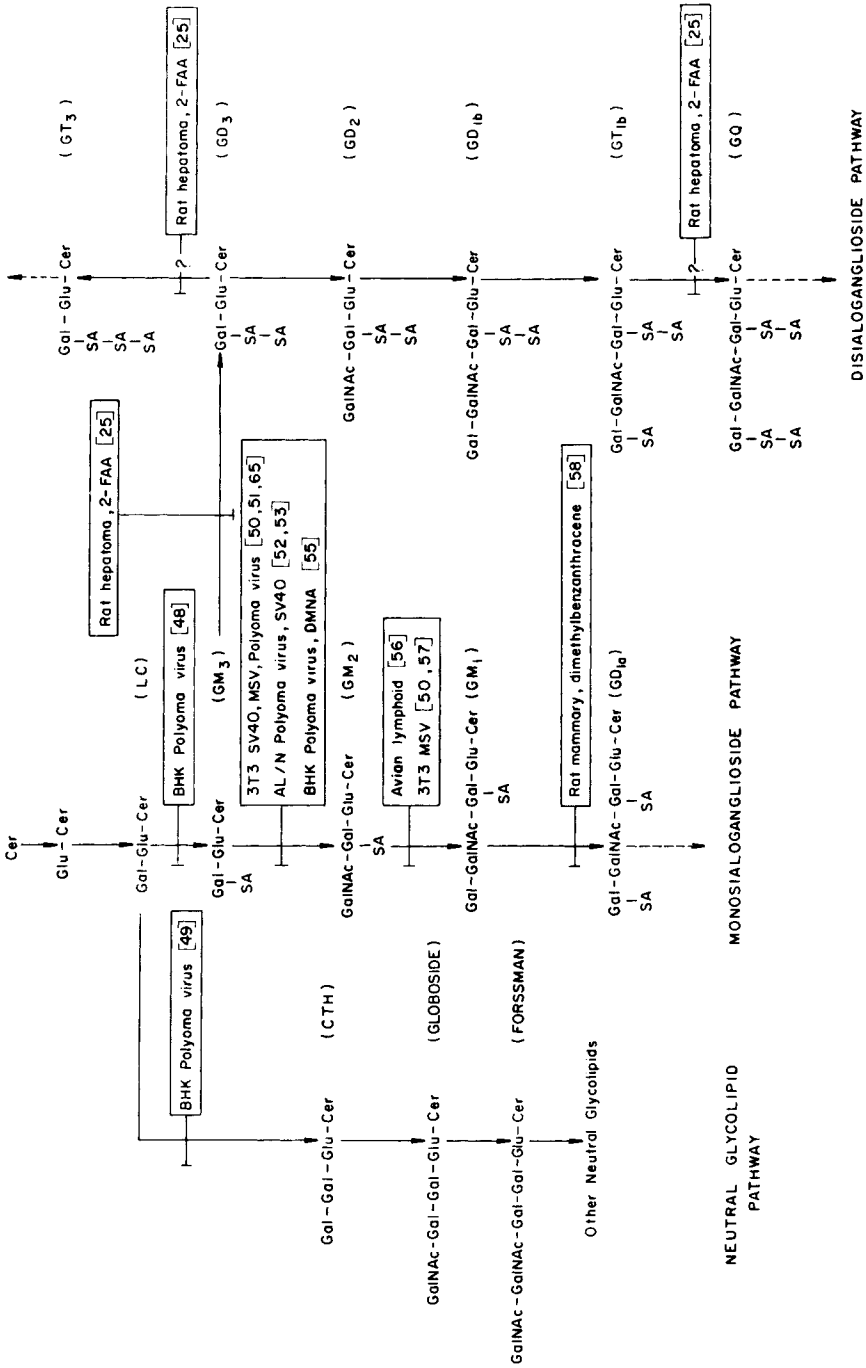 Cer
Glu-Cer
Gal-Glu-Cer
(LC)
BHK Polyoma virus [49]
BHK Polyoma virus [48]
Gal-Gal-Glu-Cer
(CTH)
GalNAc-Gal-Gal-Glu-Cer
(GLOBOSIDE)
GalNAc-GalNAc-Gal-Gal-Glu-Cer
(FORSSMAN)
Other Neutral Glycolipids
NEUTRAL GLYCOLIPID
PATHWAY
Gal-Glu-Cer
SA
(GM3)
3T3 SV40, MSV, Polyoma virus [50,51,65]
AL/N Polyoma virus, SV40 [52,53]
BHK Polyoma virus, DMNA [55]
GalNAc-Gal-Glu-Cer
SA
(GM2)
Avian lymphoid [56]
3T3 MSV [50,57]
Gal-GalNAc-Gal-Glu-Cer (GM1)
SA
Rat mammary, dimethylbenzanthracene [58]
Gal-GalNAc-Gal-Glu-Cer (GD1a)
SA SA
MONOSIALOGANGLIOSIDE PATHWAY
Rat hepatoma, 2-FAA [25]
Gal-Glu-Cer
SA
SA
SA
(GT3)
?
Rat hepatoma, 2-FAA [25]
Gal-Glu-Cer
SA
SA
(GD3)
GalNAc-Gal-Glu-Cer
SA
SA
(GD2)
Gal-GalNAc-Gal-Glu-Cer
SA
SA
(GD1b)
Gal-GalNAc-Gal-Glu-Cer
SA SA
SA
(GT1b)
?
Rat hepatoma, 2-FAA [25]
Gal-GalNAc-Gal-Glu-Cer
SA SA
SA SA
(GQ)
DISIALOGANGLIOSIDE PATHWAY